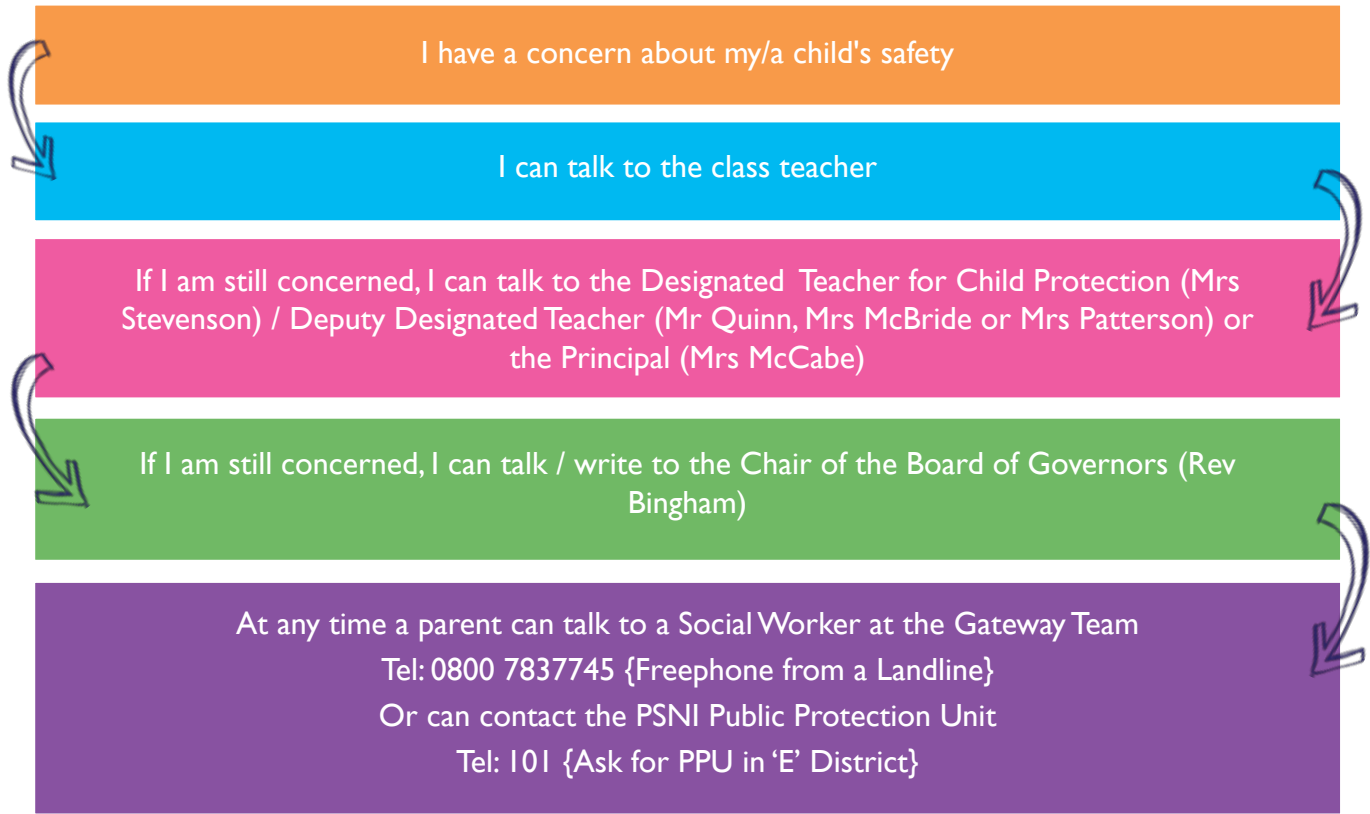 I have a concern about my/a child's safety
I can talk to the class teacher
If I am still concerned, I can talk to the Designated Teacher for Child Protection (Mrs
Stevenson) / Deputy Designated Teacher (Mr Quinn, Mrs McBride or Mrs Patterson) or
the Principal (Mrs McCabe)
If I am still concerned, I can talk / write to the Chair of the Board of Governors (Rev
Bingham)
At any time a parent can talk to a Social Worker at the Gateway Team
Tel: 0800 7837745 {Freephone from a Landline}
Or can contact the PSNI Public Protection Unit
Tel: 101 {Ask for PPU in ‘E’ District}